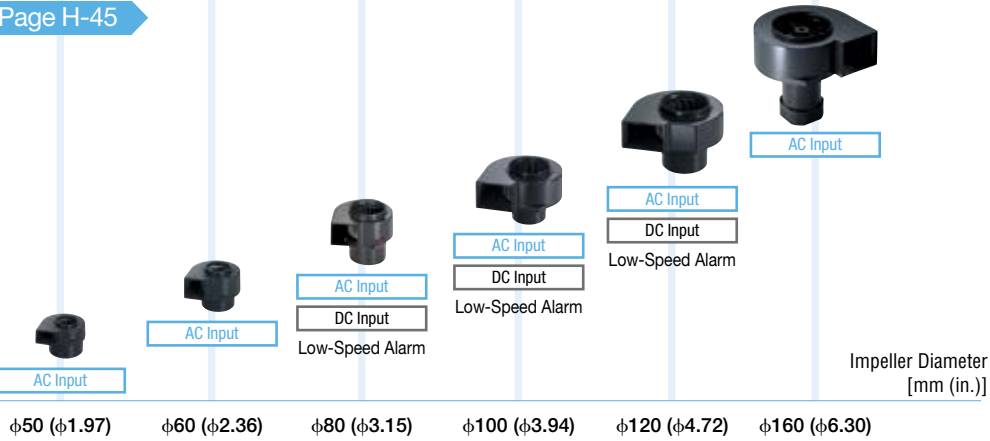 Page H-45
AC Input
AC Input
DC Input
Low-Speed Alarm
AC Input
DC Input
Low-Speed Alarm
AC Input
DC Input
Low-Speed Alarm
AC Input
AC Input
Impeller Diameter
[mm (in.)]
ϕ50 (ϕ1.97) ϕ60 (ϕ2.36) ϕ80 (ϕ3.15) ϕ100 (ϕ3.94) ϕ120 (ϕ4.72) ϕ160 (ϕ6.30)